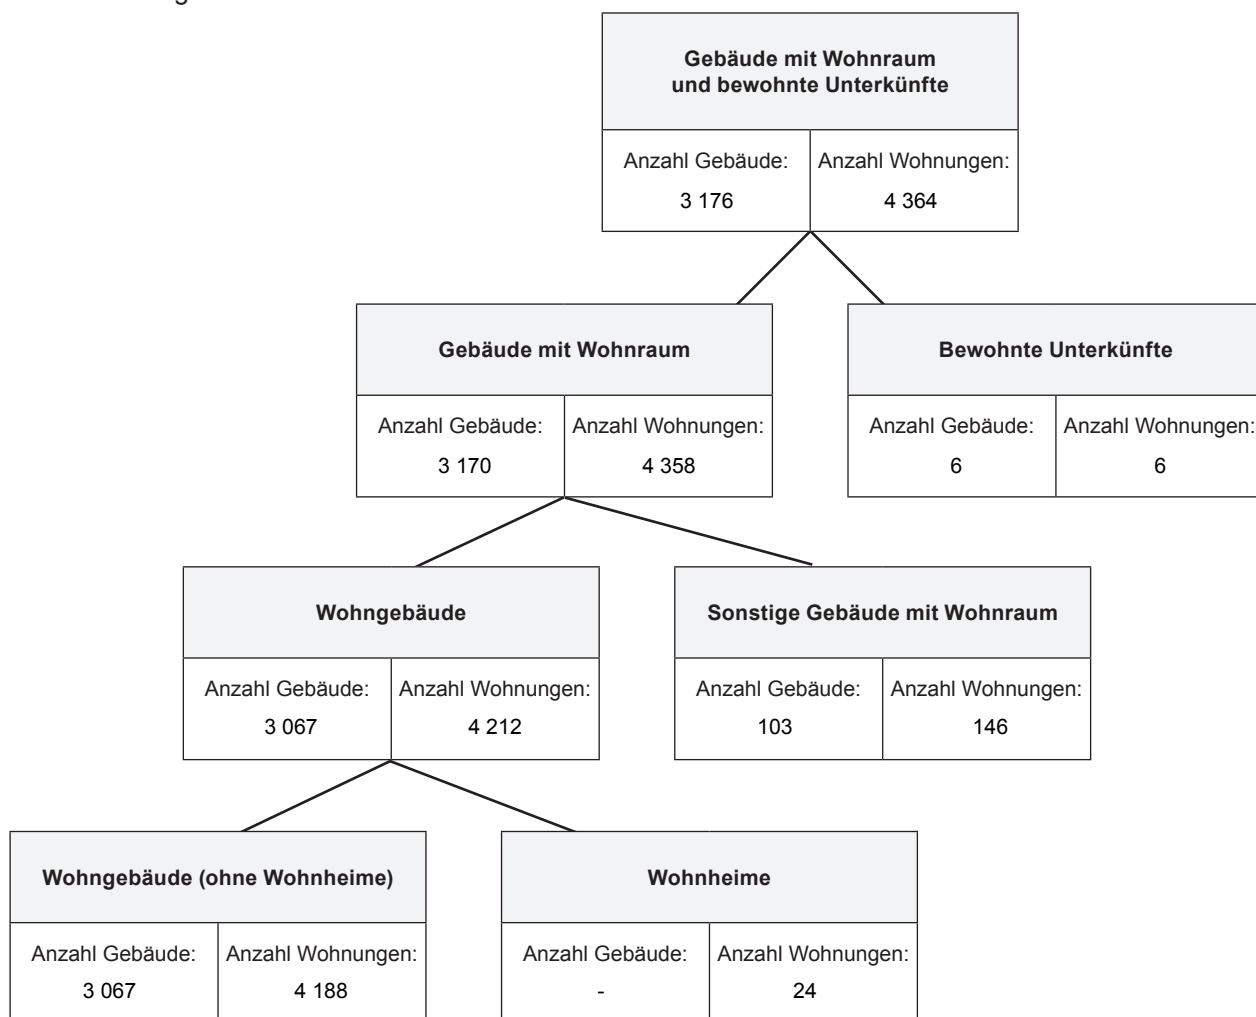 Gebäude mit Wohnraum
und bewohnte Unterkünfte
Anzahl Gebäude: Anzahl Wohnungen:
3 176 4 364
Gebäude mit Wohnraum
Anzahl Gebäude: Anzahl Wohnungen:
3 170 4 358
Bewohnte Unterkünfte
Anzahl Gebäude: Anzahl Wohnungen:
6 6
Wohngebäude
Anzahl Gebäude: Anzahl Wohnungen:
3 067 4 212
Sonstige Gebäude mit Wohnraum
Anzahl Gebäude: Anzahl Wohnungen:
103 146
Wohngebäude (ohne Wohnheime)
Anzahl Gebäude: Anzahl Wohnungen:
3 067 4 188
Wohnheime
Anzahl Gebäude: Anzahl Wohnungen:
- 24